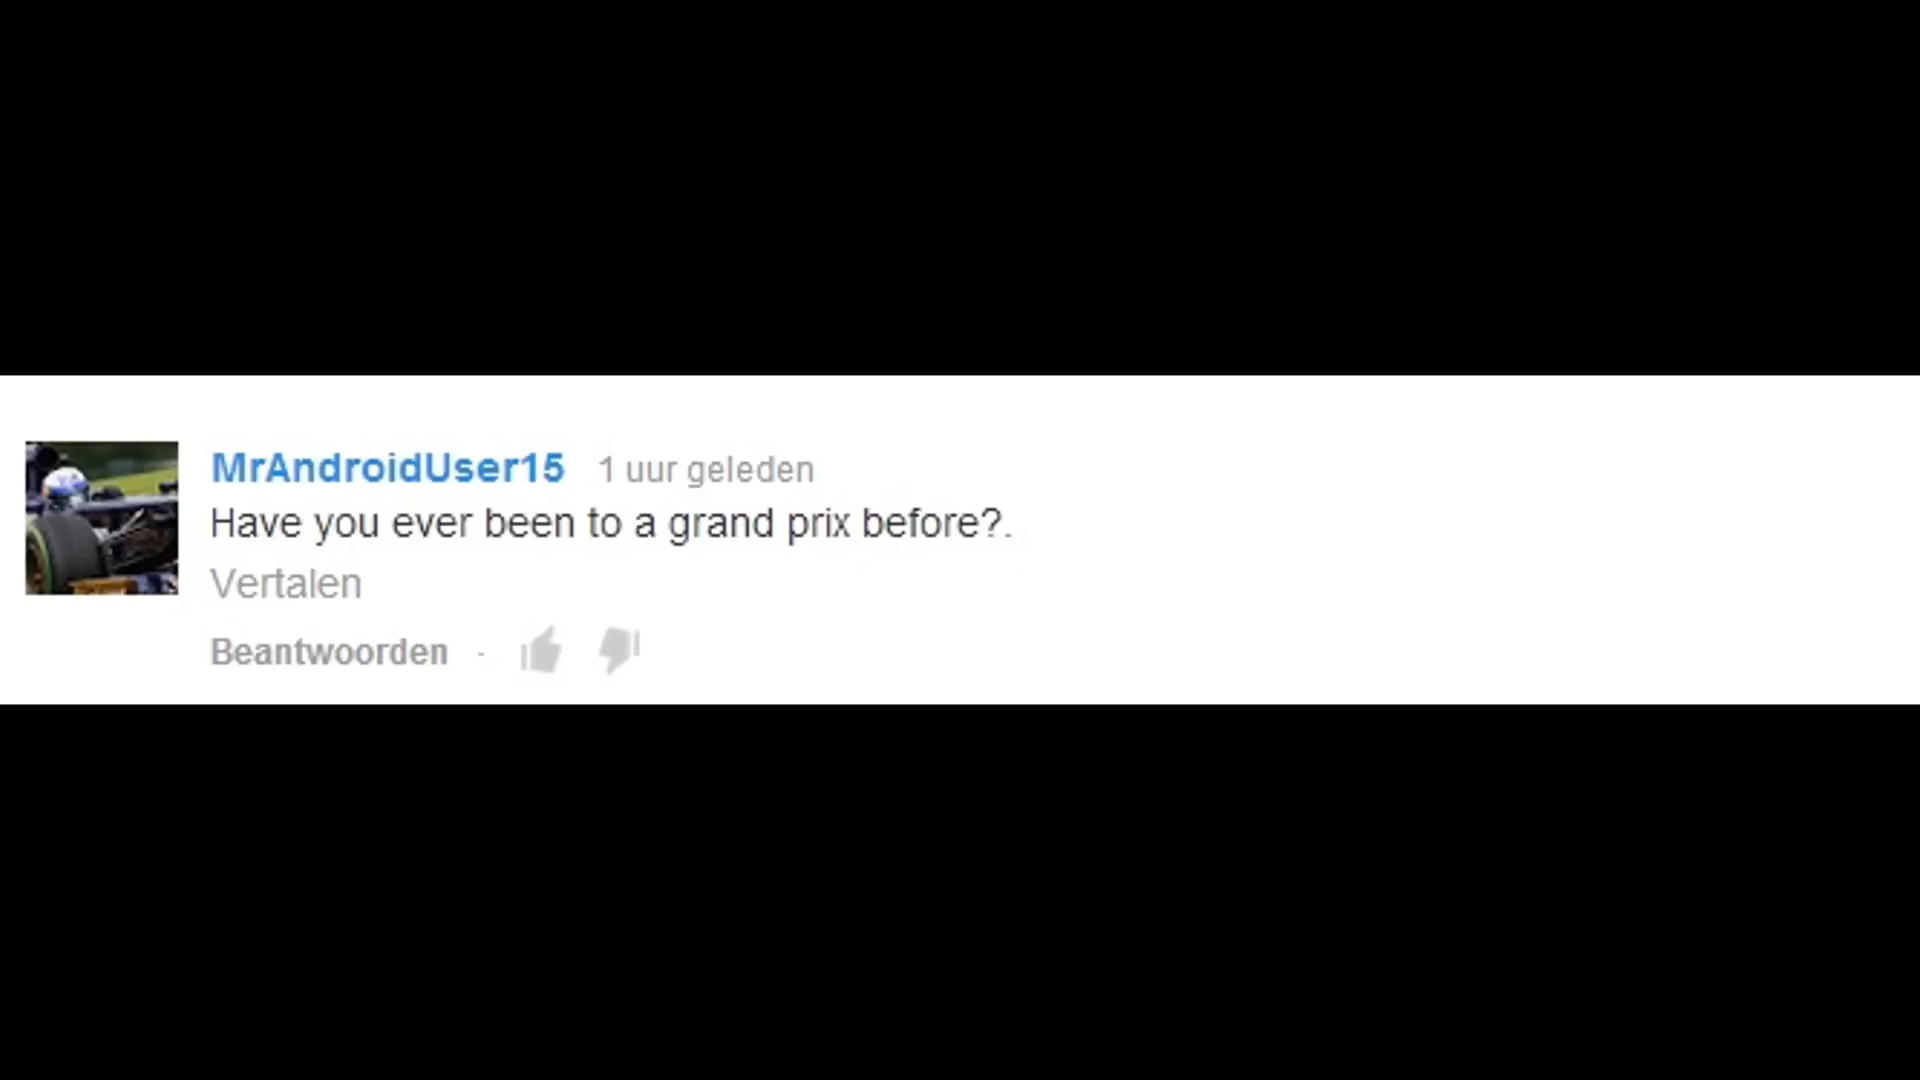 MrAndroidUser15 1 uur geleden
Have you ever been to a grand prix before?.
Vertalen
Beantwoorden ·